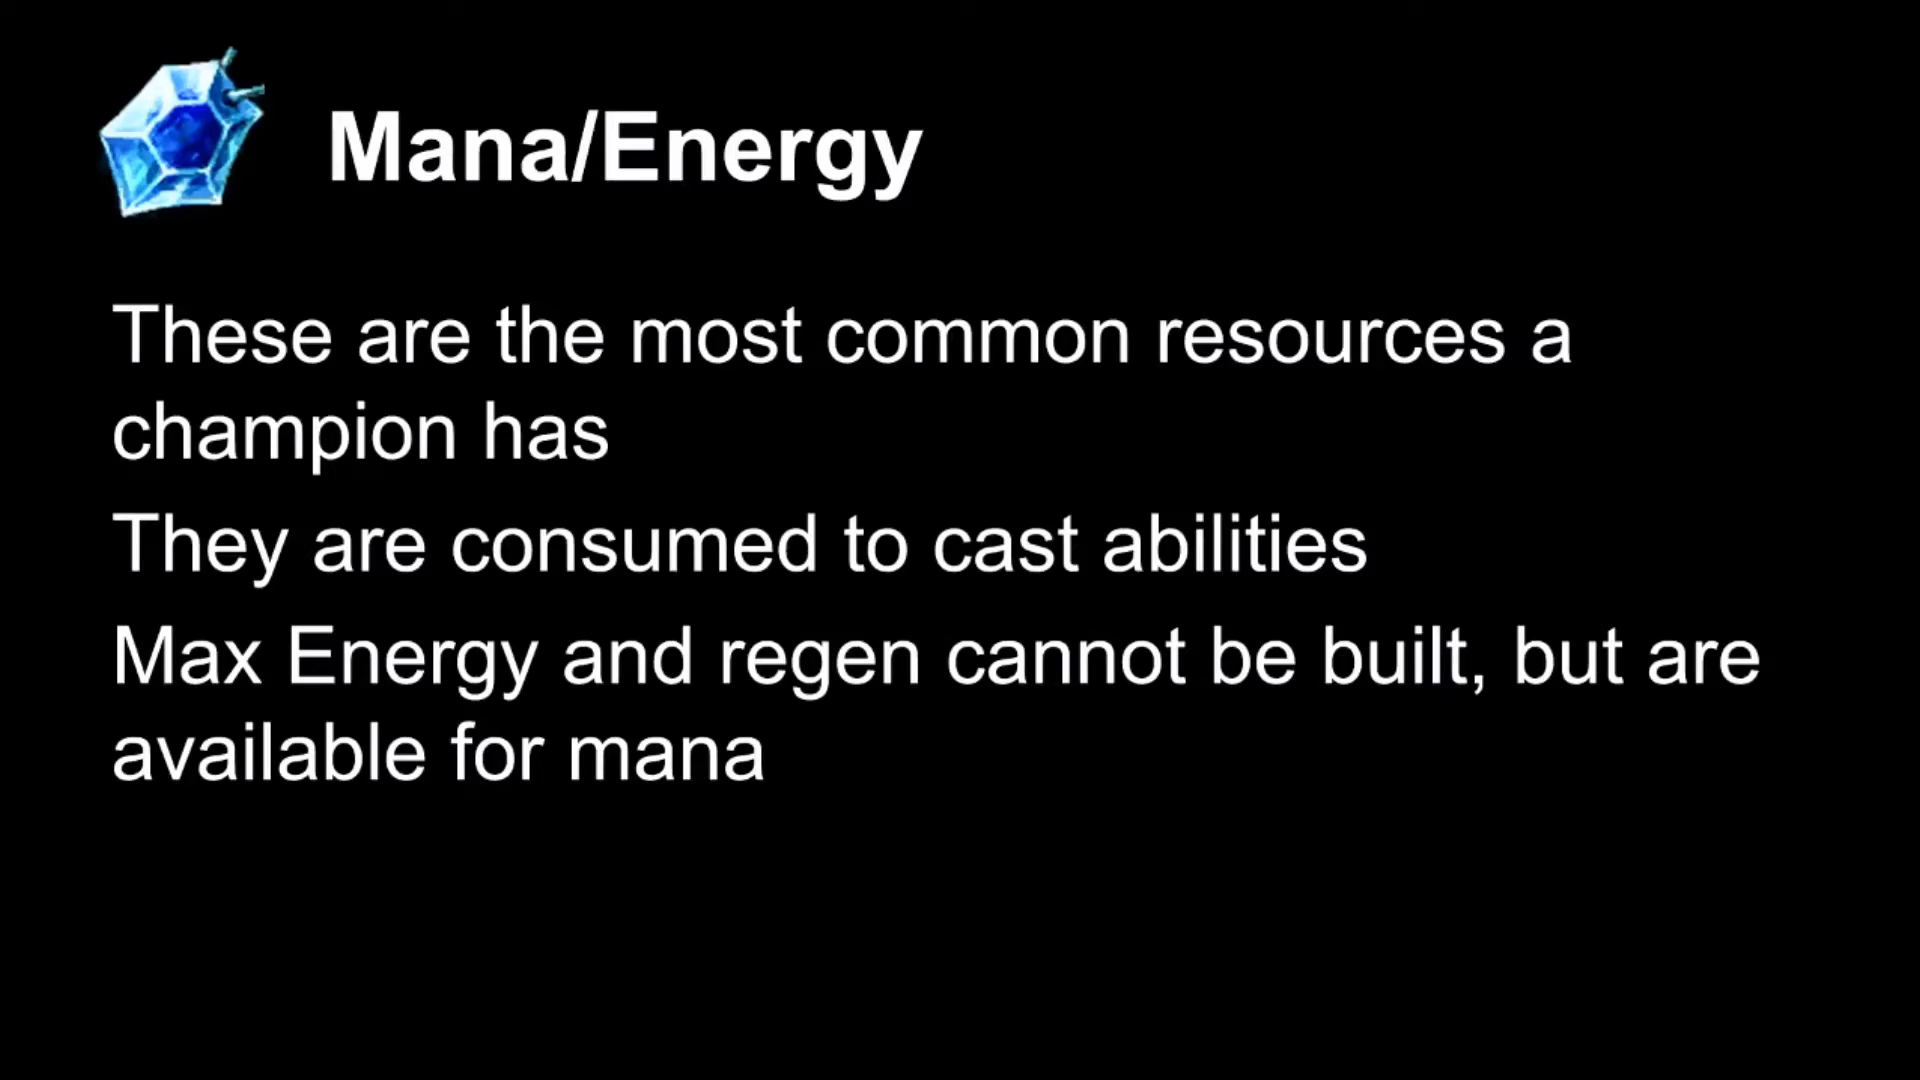 Mana/Energy
These are the most common resources a
champion has
They are consumed to cast abilities
Max Energy and regen cannot be built, but are
available for mana